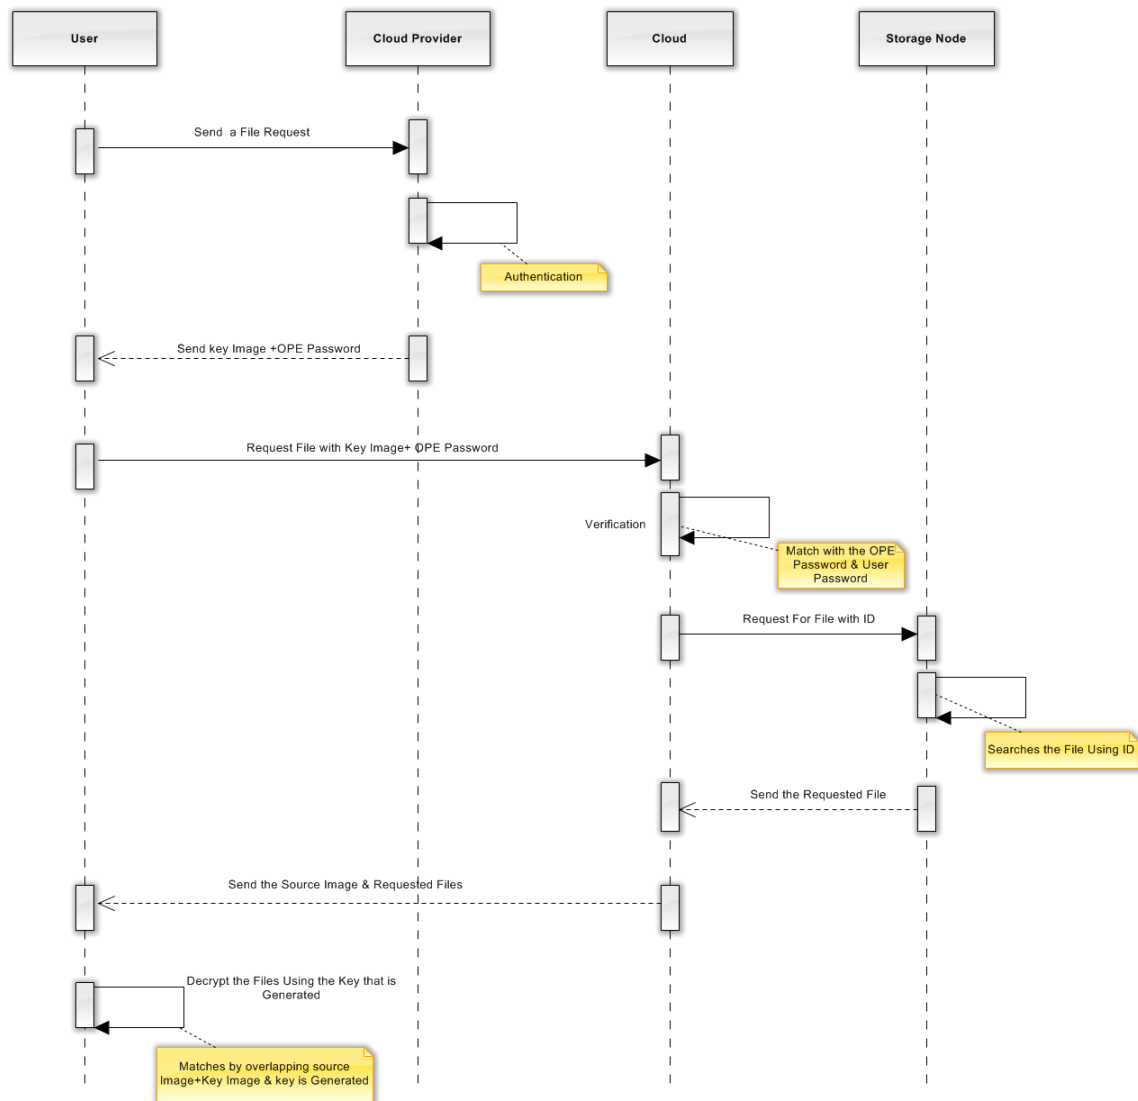 User
Cloud Provider
Cloud
Storage Node
Send a File Request
Authentication
Send key Image +OPE Password
Request File with Key Image+ OPE Password
Verification
Match with the OPE
Password & User
Password
Request For File with ID
Searches the File Using ID
Send the Requested File
Send the Source Image & Requested Files
Decrypt the Files Using the Key that is
Generated
Matches by overlapping source
Image+Key Image & key is Generated